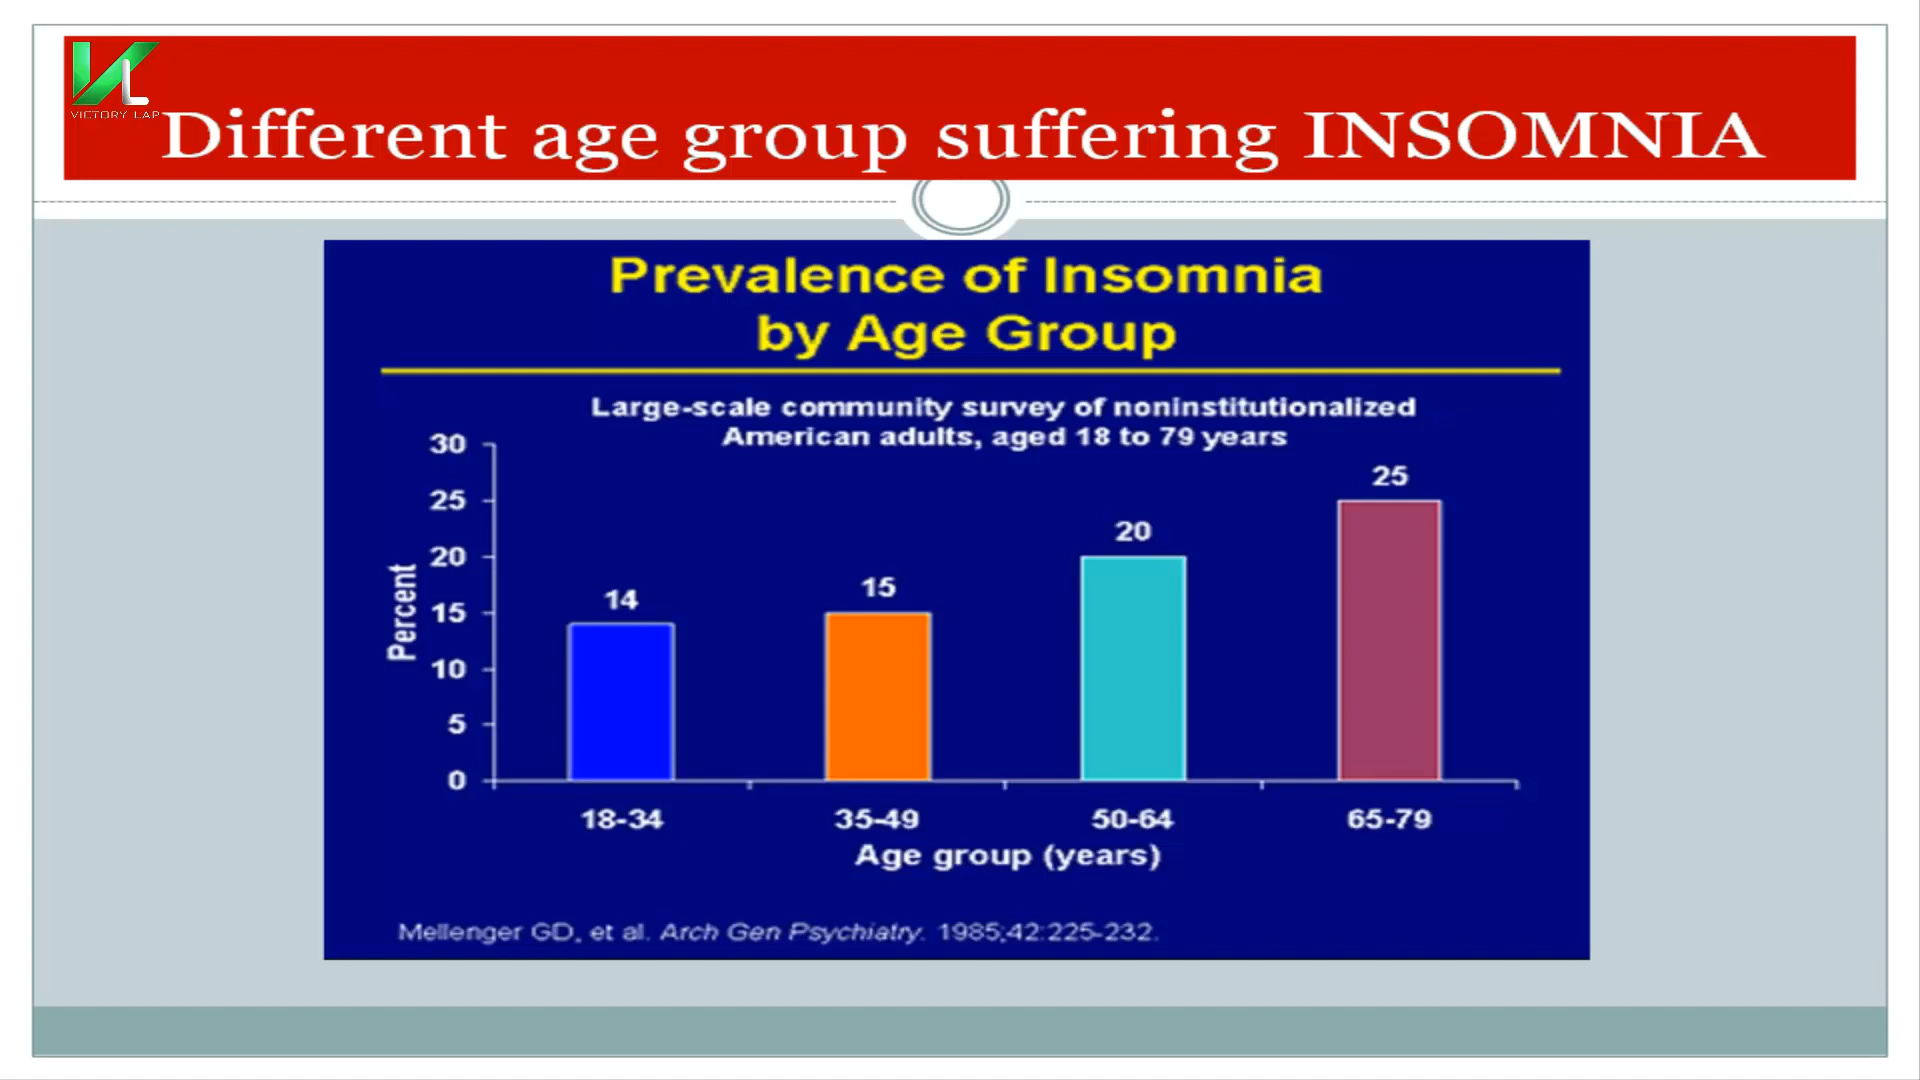 VICTORY LAP
Different age group suffering INSOMNIA
Prevalence of Insomnia
by Age Group
Large-scale community survey of noninstitutionalized
American adults, aged 18 to 79 years
30
25
20
15
10
5
0
Percent
14
15
20
25
18-34
35-49
50-64
65-79
Age group (years)
Mellenger GD, et al. Arch Gen Psychiatry. 1985;42:225-232.